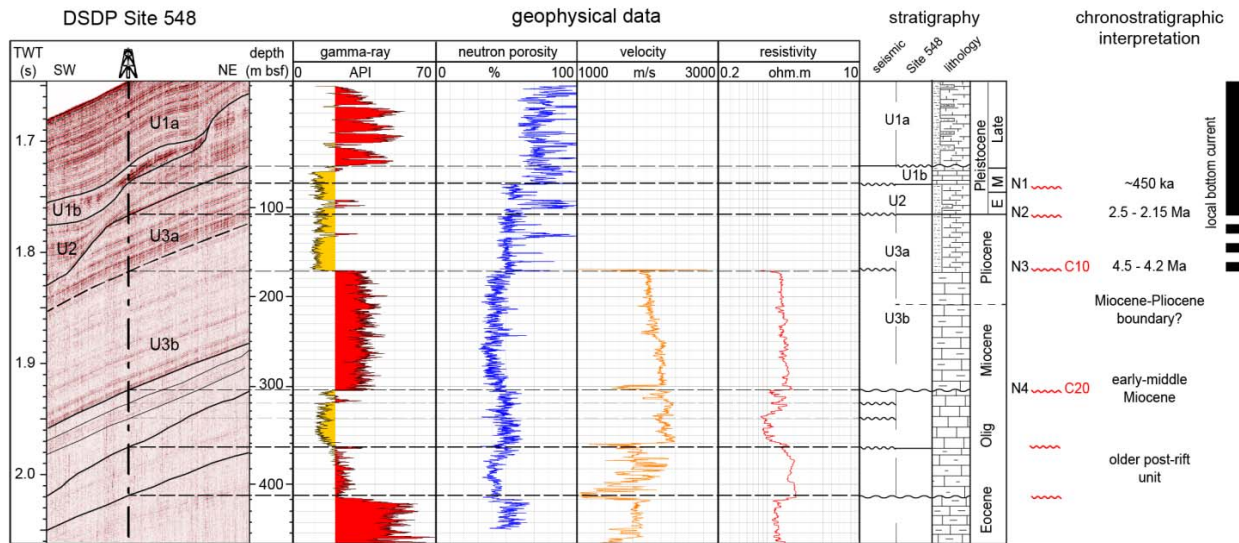 DSDP Site 548
geophysical data
stratigraphy
chronostratigraphic
interpretation
TWT
(s)
SW
NE
depth
(m bsf)
gamma-ray
0 API 70
neutron porosity
0 % 100
velocity
1000 m/s 3000
resistivity
0.2 ohm.m 10
seismic
Site 548
lithology
1.7
1.8
1.9
2.0
U1a
U1b
U2
U3a
U3b
100
200
300
400
U1a
U1b
U2
U3a
U3b
Pleistocene
Late
M
E
Pliocene
Miocene
Olig
Eocene
N1
~450 ka
N2
2.5 - 2.15 Ma
N3 C10
4.5 - 4.2 Ma
Miocene-Pliocene
boundary?
N4 C20
early-middle
Miocene
older post-rift
unit
local bottom current